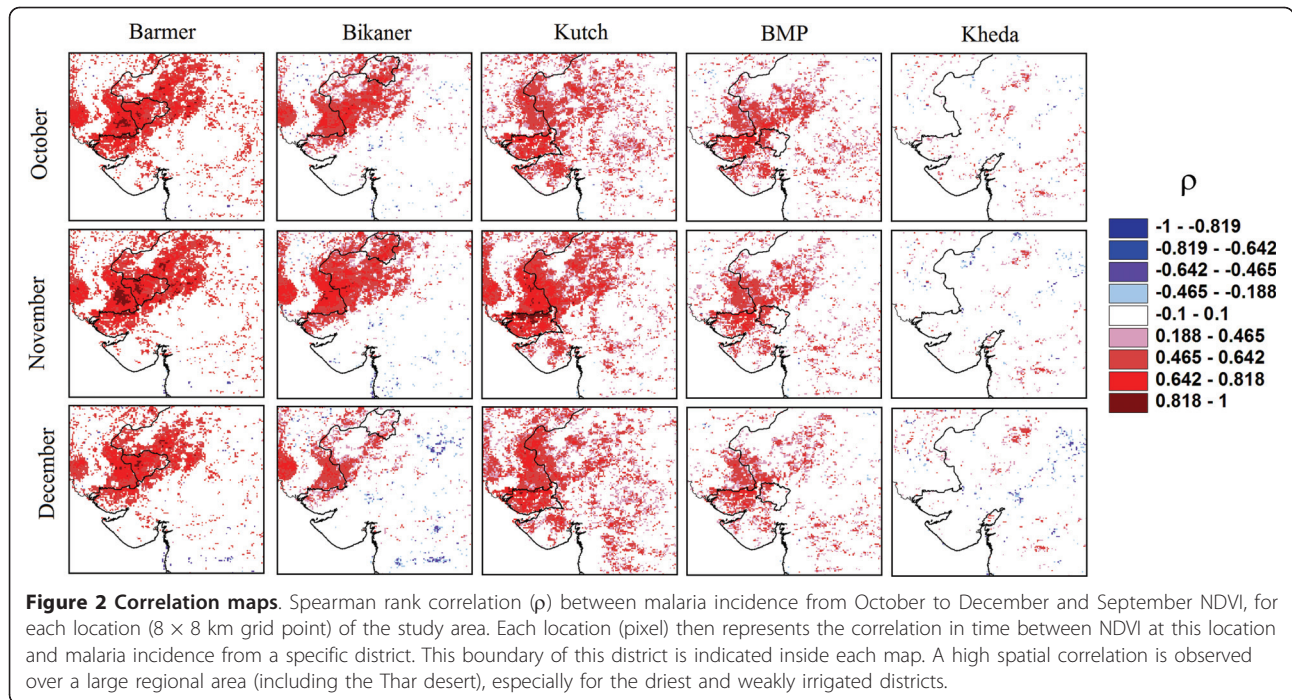 Barmer Bikaner Kutch BMP Kheda
October
November
December
ρ
-1 - -0.819
-0.819 - -0.642
-0.642 - -0.465
-0.465 - -0.188
-0.1 - 0.1
0.188 - 0.465
0.465 - 0.642
0.642 - 0.818
0.818 - 1
Figure 2 Correlation maps. Spearman rank correlation (ρ) between malaria incidence from October to December and September NDVI, for
each location (8 × 8 km grid point) of the study area. Each location (pixel) then represents the correlation in time between NDVI at this location
and malaria incidence from a specific district. This boundary of this district is indicated inside each map. A high spatial correlation is observed
over a large regional area (including the Thar desert), especially for the driest and weakly irrigated districts.